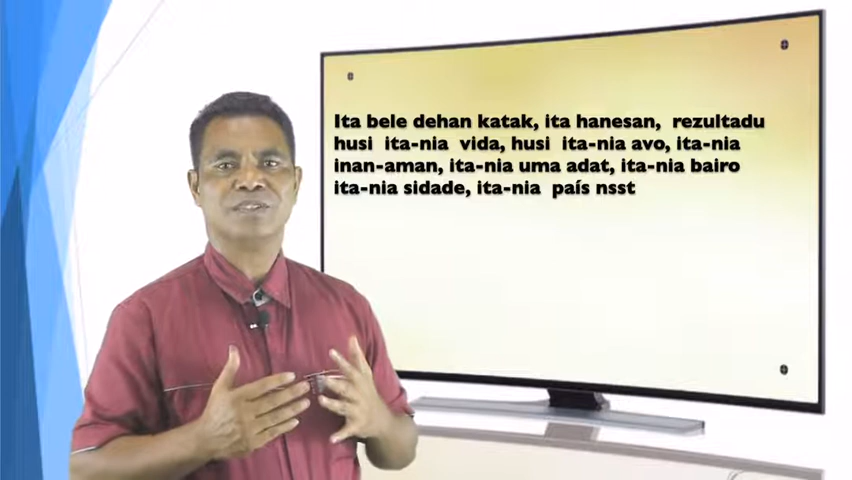 Ita bele dehan katak, ita hanesan, rezultadu
husi ita-nia vida, husi ita-nia avo, ita-nia
inan-aman, ita-nia uma adat, ita-nia bairo
ita-nia sidade, ita-nia país nsst